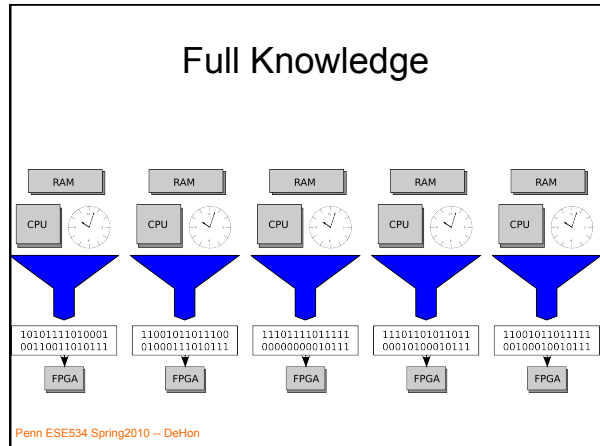 Full Knowledge
RAM RAM RAM RAM RAM
CPU CPU CPU CPU CPU
10101111010001 11001011011100 11101111011111 11101101011011 11001011011111
00110011010111 01000111010111 00000000010111 00010100010111 00100010010111
FPGA FPGA FPGA FPGA FPGA
Penn ESE534 Spring2010 -- DeHon